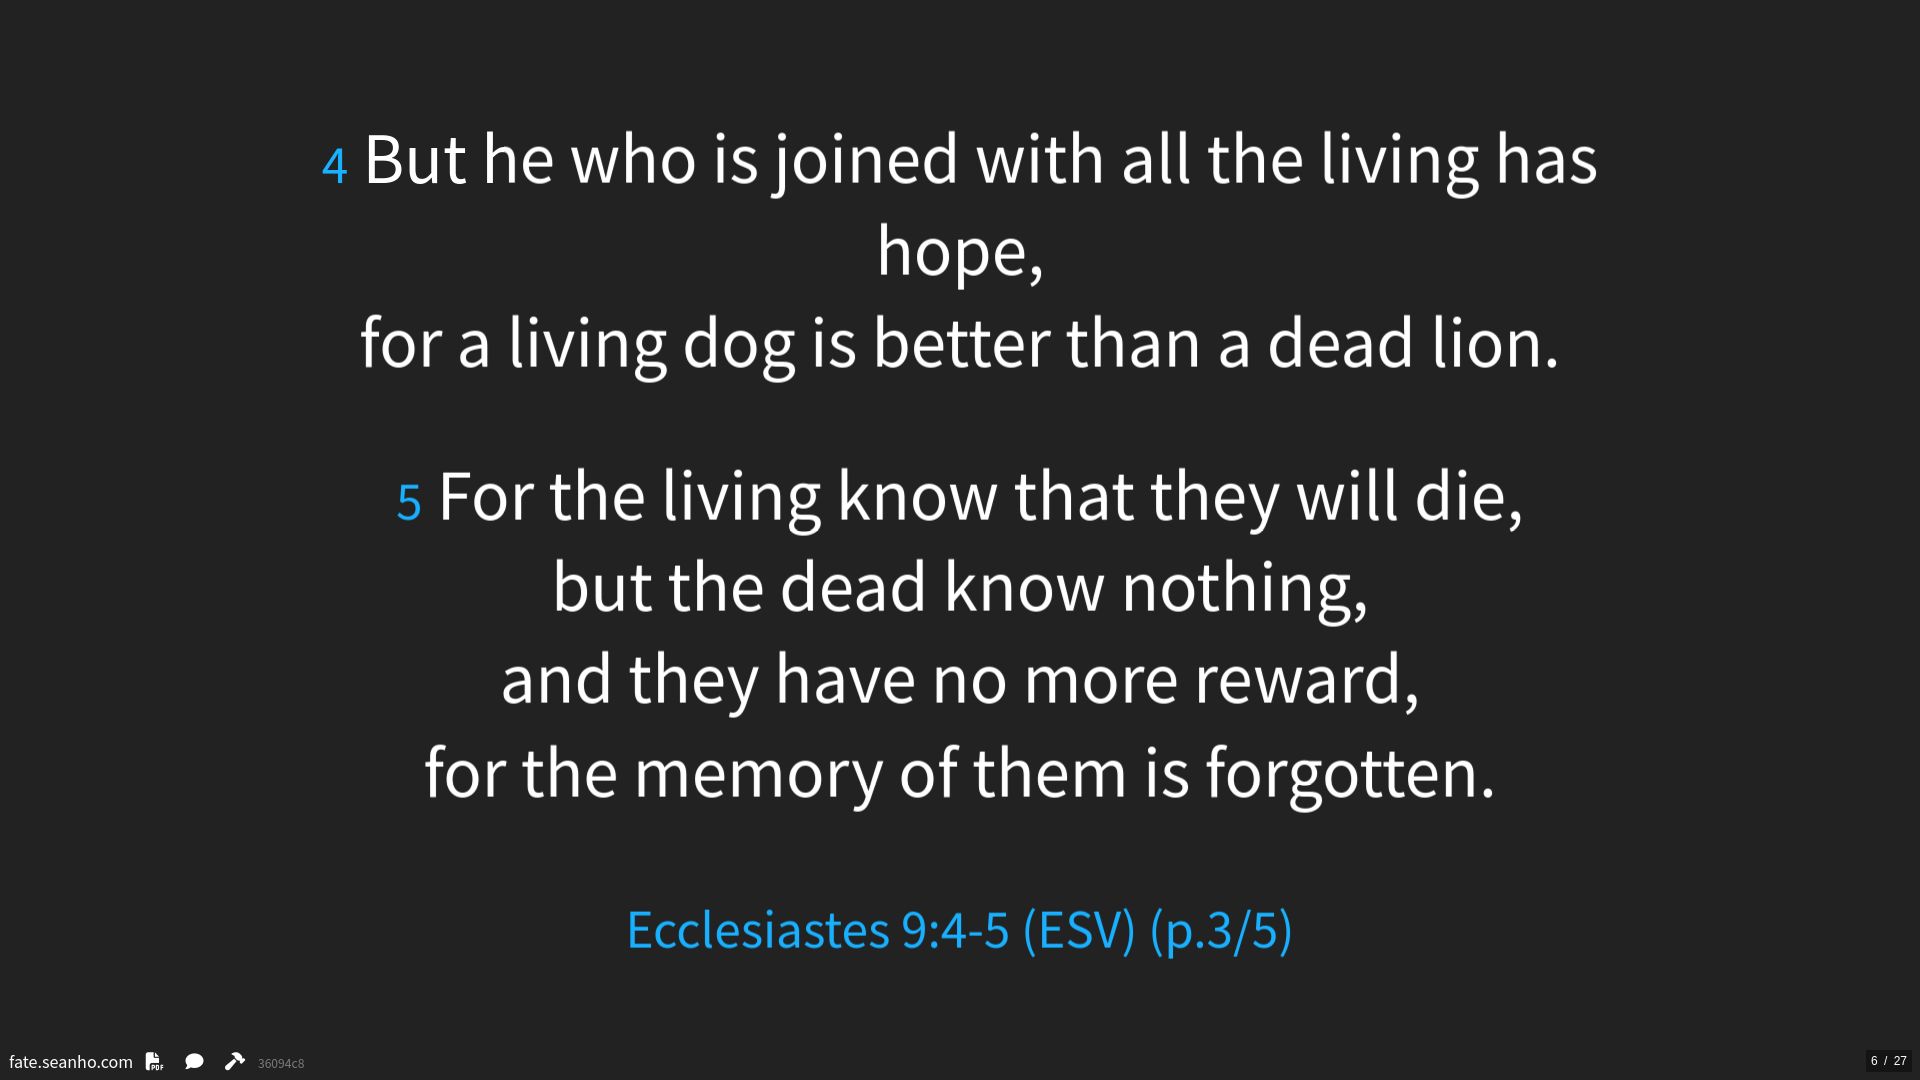 4 But he who is joined with all the living has
hope,
for a living dog is better than a dead lion.
5 For the living know that they will die,
but the dead know nothing,
and they have no more reward,
for the memory of them is forgotten.
Ecclesiastes 9:4-5 (ESV) (p.3/5)
fate.seanho.com PDF 36094c8
6 / 27